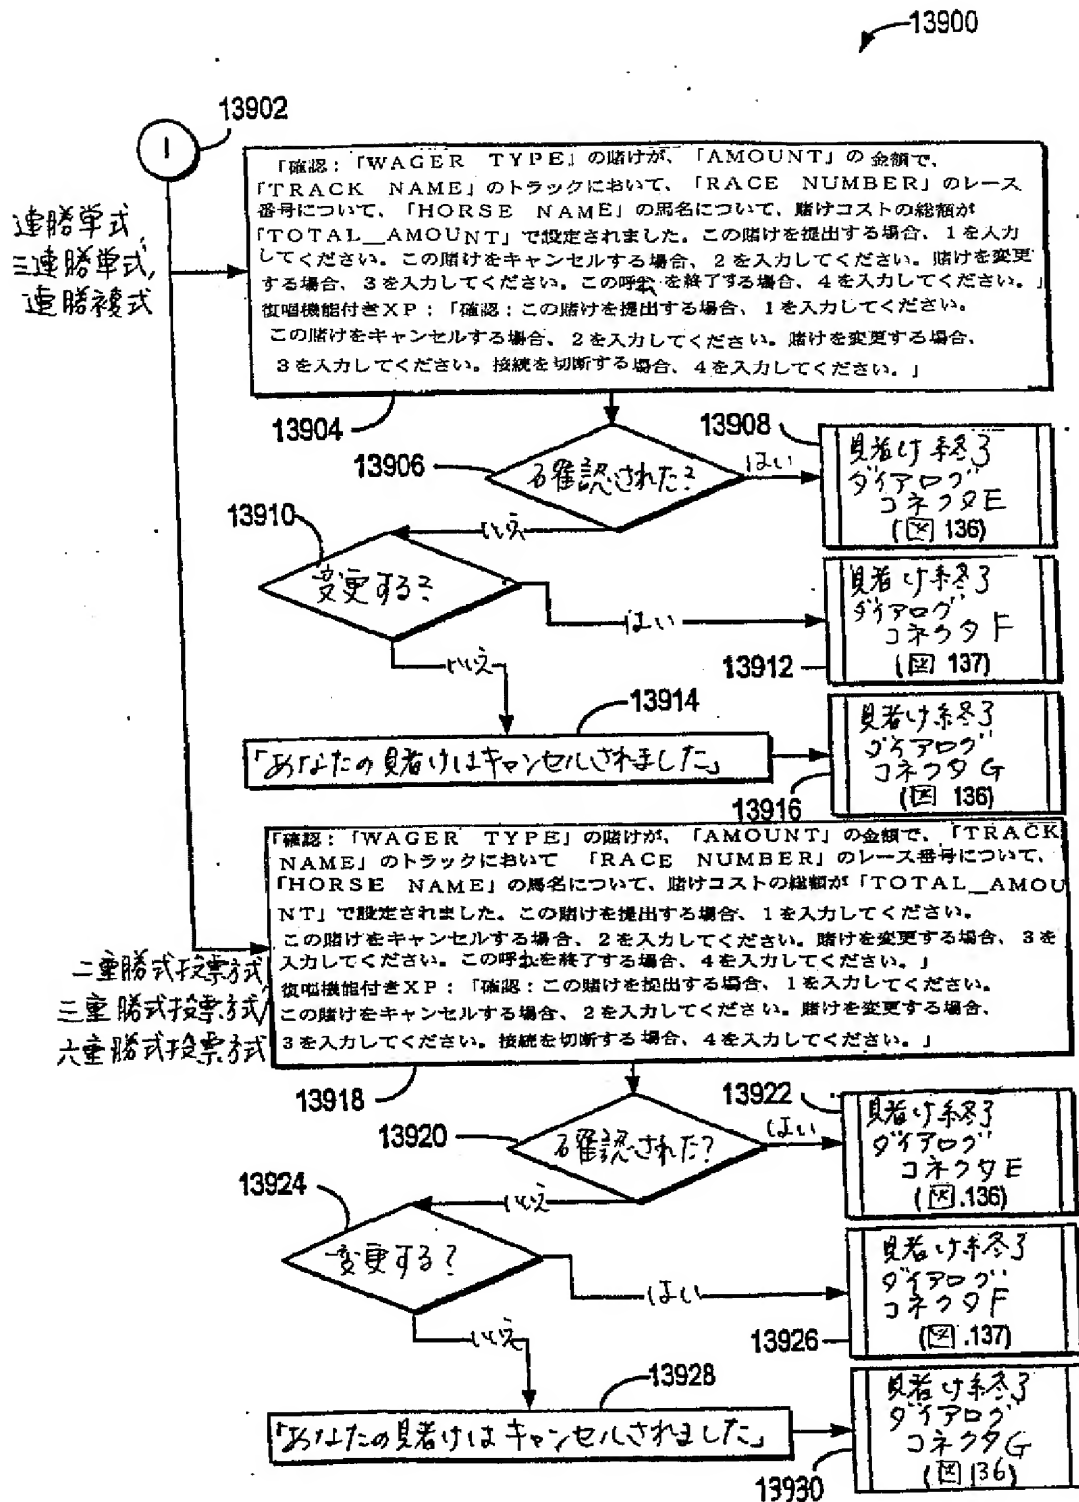 13900
13902
I
連勝単式,
三連勝単式,
連勝複式
「確認:「WAGER TYPE」の賭けが、「AMOUNT」の金額で、
「TRACK NAME」のトラックにおいて、「RACE NUMBER」のレース
番号について、「HORSE NAME」の馬名について、賭けコストの総額が
「TOTAL__AMOUNT」で設定されました。この賭けを提出する場合、1を入力
してください。この賭けをキャンセルする場合、2を入力してください。賭けを変更
する場合、3を入力してください。この呼出を終了する場合、4を入力してください。」
復唱機能付きXP:「確認:この賭けを提出する場合、1を入力してください。
この賭けをキャンセルする場合、2を入力してください。賭けを変更する場合、
3を入力してください。接続を切断する場合、4を入力してください。」
13904
13906
確認された?
はい
13908
賭け終了
ダイアログ
コネクタE
(図 136)
いいえ
13910
変更する?
はい
賭け終了
ダイアログ
コネクタF
(図 137)
13912
いいえ
13914
「あなたの賭けはキャンセルされました」
賭け終了
ダイアログ
コネクタG
(図 136)
13916
「確認:「WAGER TYPE」の賭けが、「AMOUNT」の金額で、「TRACK
NAME」のトラックにおいて 「RACE NUMBER」のレース番号について、
「HORSE NAME」の馬名について、賭けコストの総額が「TOTAL__AMOU
NT」で設定されました。この賭けを提出する場合、1を入力してください。
この賭けをキャンセルする場合、2を入力してください。賭けを変更する場合、3を
入力してください。この呼出を終了する場合、4を入力してください。」
復唱機能付きXP:「確認:この賭けを提出する場合、1を入力してください。
この賭けをキャンセルする場合、2を入力してください。賭けを変更する場合、
3を入力してください。接続を切断する場合、4を入力してください。」
二重勝式投票方式,
三重勝式投票方式,
六重勝式投票方式
13918
13920
確認された?
はい
13922
賭け終了
ダイアログ
コネクタE
(図.136)
いいえ
13924
変更する?
はい
賭け終了
ダイアログ
コネクタF
(図.137)
13926
いいえ
13928
「あなたの賭けはキャンセルされました」
賭け終了
ダイアログ
コネクタG
(図136)
13930